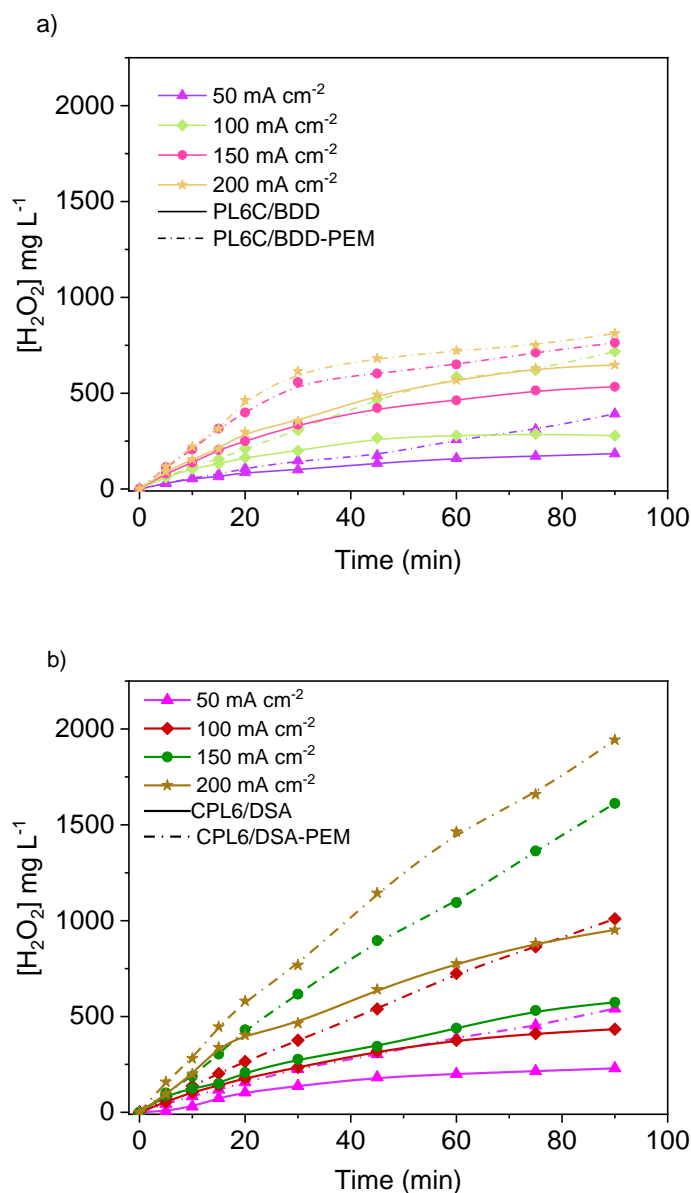 a)
2000
1500
1000
500
0
[H₂O₂] mg L⁻¹
50 mA cm⁻²
100 mA cm⁻²
150 mA cm⁻²
200 mA cm⁻²
PL6C/BDD
PL6C/BDD-PEM
0 20 40 60 80 100
Time (min)
b)
2000
1500
1000
500
0
[H₂O₂] mg L⁻¹
50 mA cm⁻²
100 mA cm⁻²
150 mA cm⁻²
200 mA cm⁻²
CPL6/DSA
CPL6/DSA-PEM
0 20 40 60 80 100
Time (min)